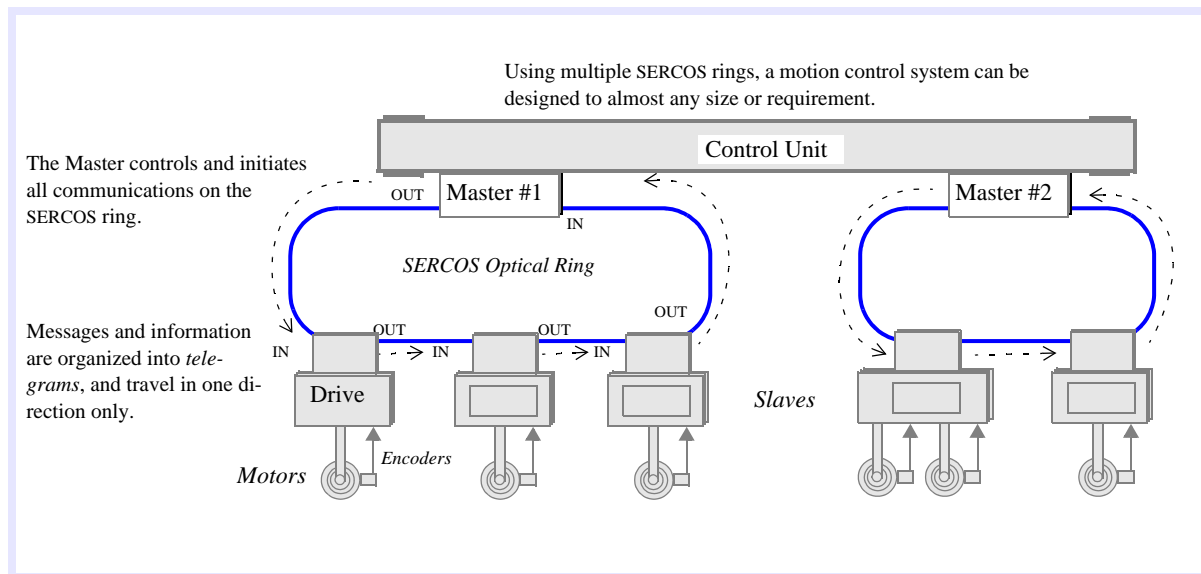 Using multiple SERCOS rings, a motion control system can be
designed to almost any size or requirement.
Control Unit
The Master controls and initiates
all communications on the
SERCOS ring.
OUT
Master #1
IN
Master #2
SERCOS Optical Ring
Messages and information
are organized into tele-
grams, and travel in one di-
rection only.
OUT
IN
OUT
IN
OUT
IN
Drive
Slaves
Encoders
Motors